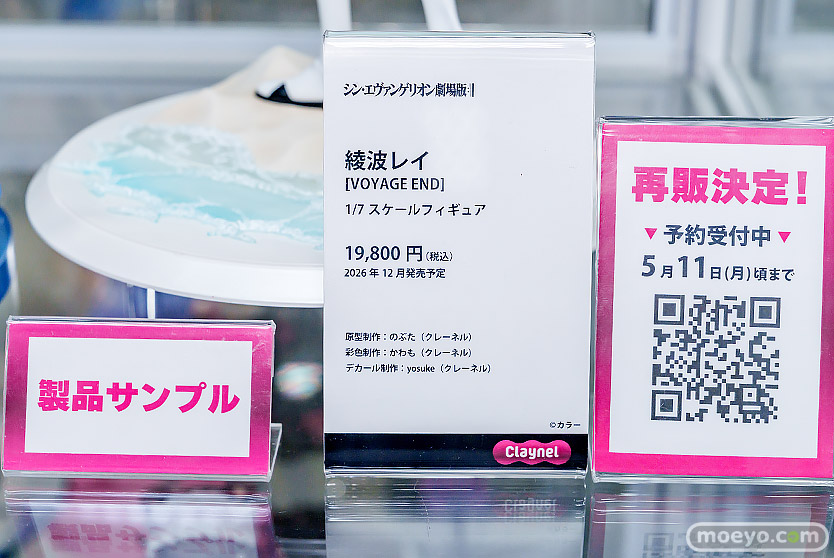 シン・エヴァンゲリオン劇場版:||
綾波レイ
[VOYAGE END]
1/7 スケールフィギュア
19,800 円(税込)
2026 年 12 月発売予定
原型制作：のぶた（クレーネル）
彩色制作：かわも（クレーネル）
デカール制作：yosuke（クレーネル）
©カラー
Claynel
製品サンプル
再販決定！
▼ 予約受付中 ▼
5 月 11 日(月)頃まで
moeyo.com